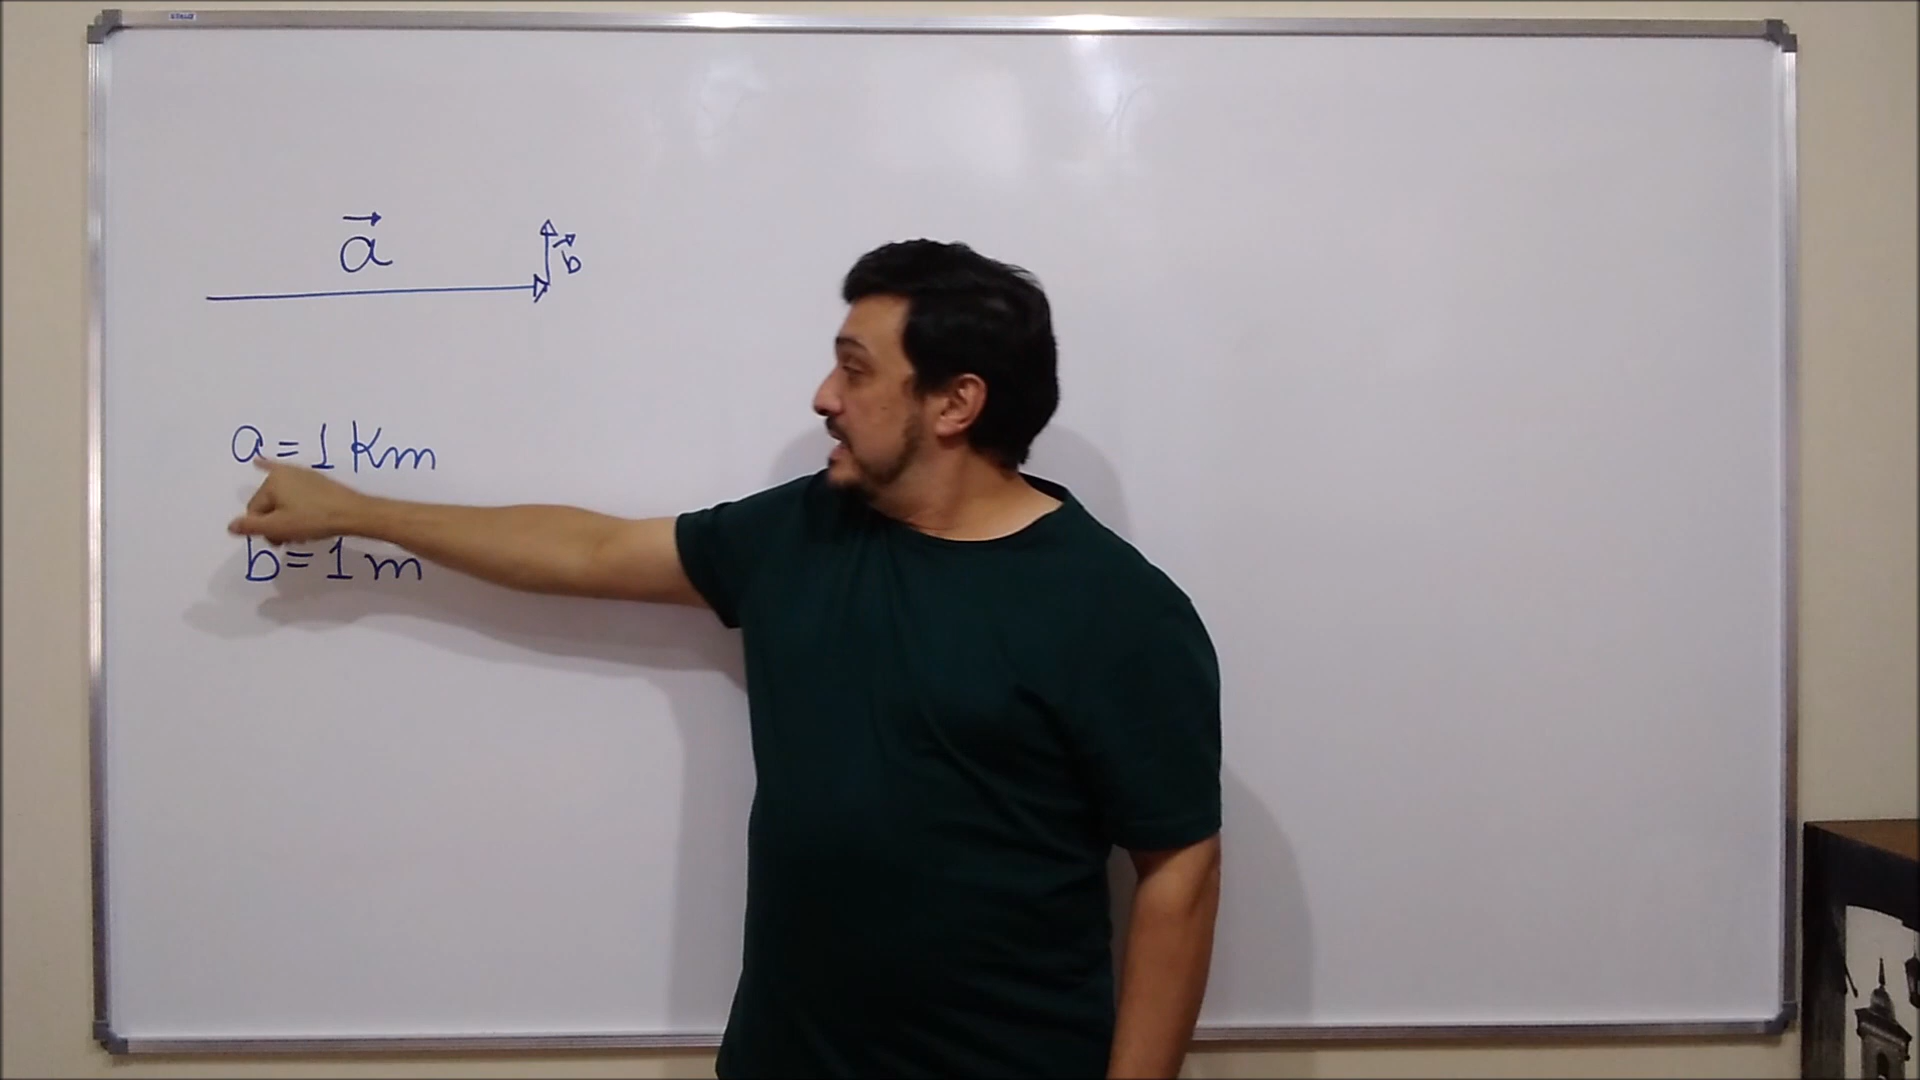 a⃗
b⃗
a = 1 Km
b = 1 m